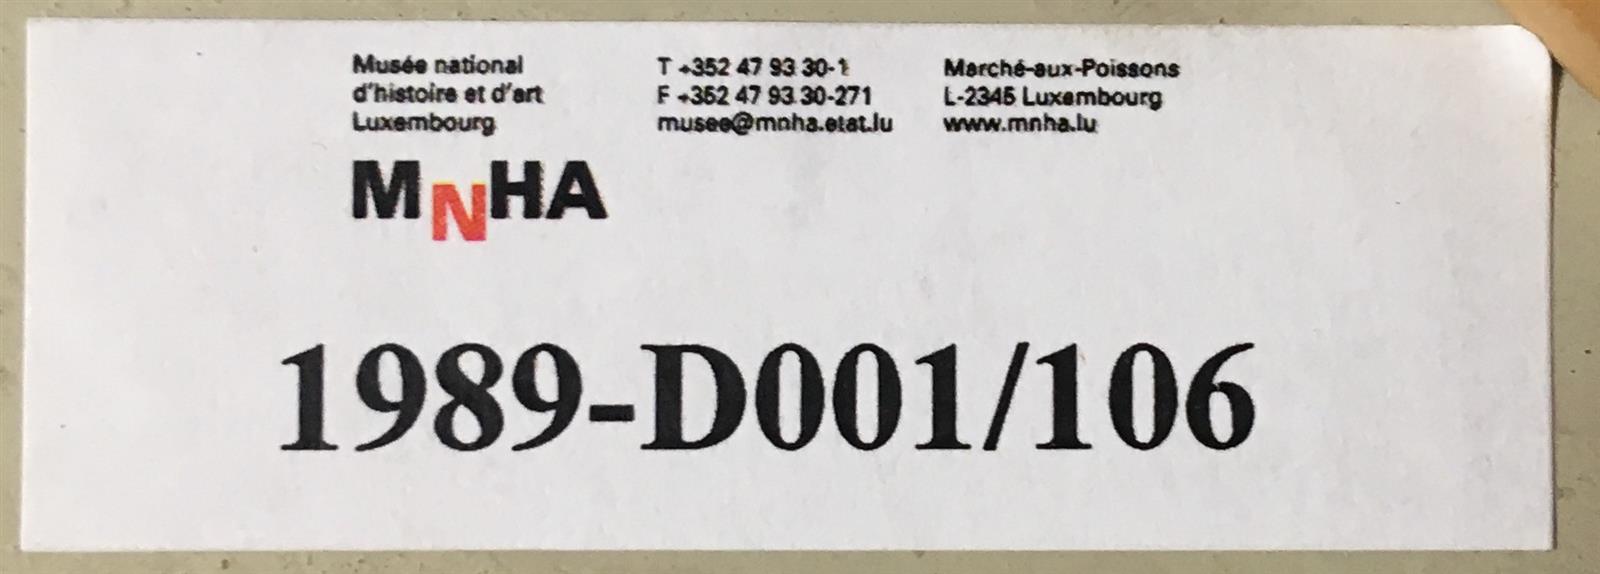 Musée national
d'histoire et d'art
Luxembourg
T +352 47 93 30-1
F +352 47 93 30-271
musee@mnha.etat.lu
Marché-aux-Poissons
L-2345 Luxembourg
www.mnha.lu
MNHA
1989-D001/106